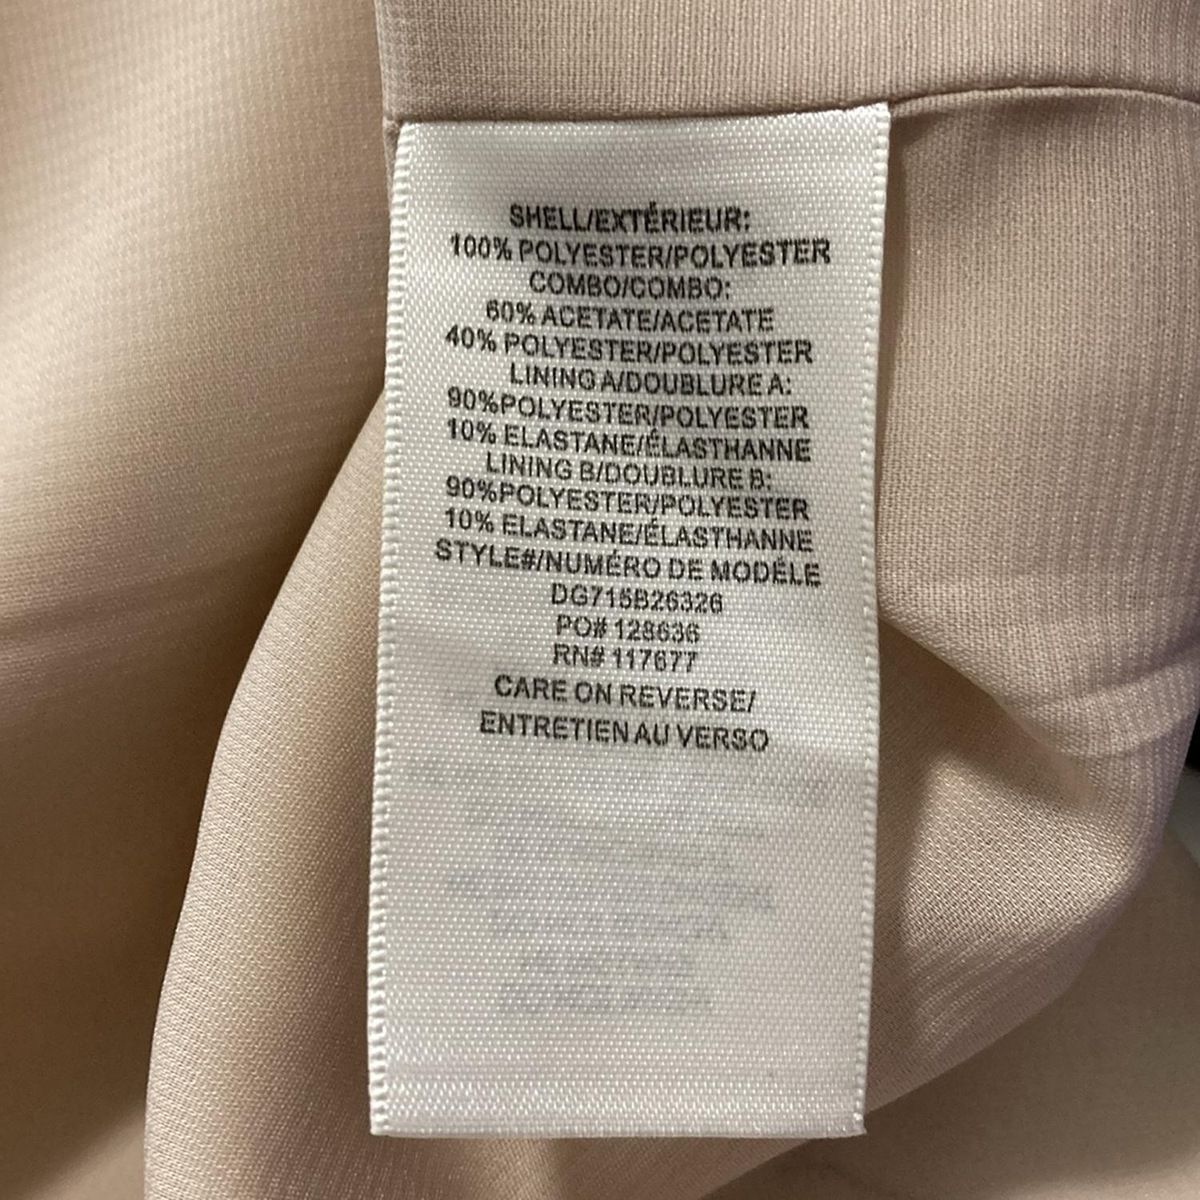 SHELL/EXTÉRIEUR:
100% POLYESTER/POLYESTER
COMBO/COMBO:
60% ACETATE/ACETATE
40% POLYESTER/POLYESTER
LINING A/DOUBLURE A:
90%POLYESTER/POLYESTER
10% ELASTANE/ÉLASTHANNE
LINING B/DOUBLURE B:
90%POLYESTER/POLYESTER
10% ELASTANE/ÉLASTHANNE
STYLE#/NUMÉRO DE MODÉLE
DG715B26326
PO# 128636
RN# 117677
CARE ON REVERSE/
ENTRETIEN AU VERSO